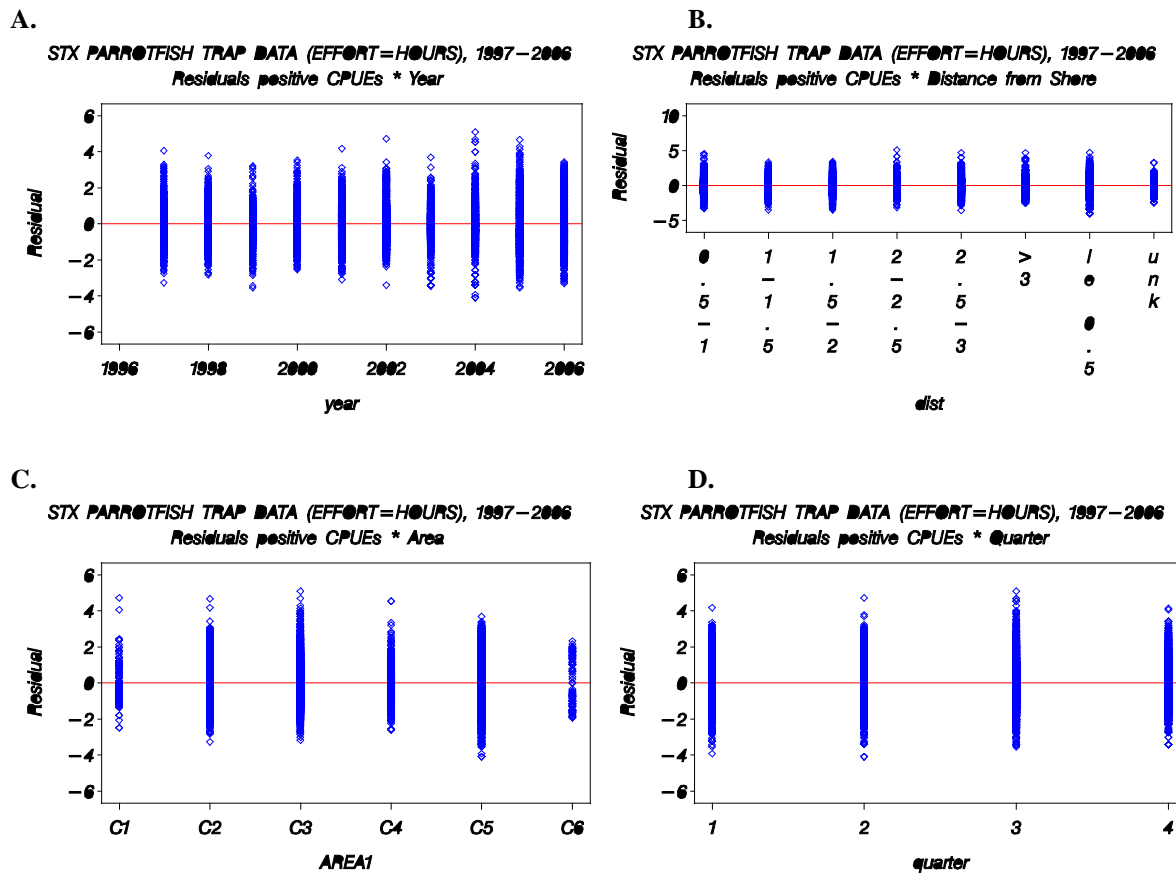 A.
STX PARROTFISH TRAP DATA (EFFORT=HOURS), 1997-2006
Residuals positive CPUEs * Year
6
4
2
0
-2
-4
-6
Residual
1996 1998 2000 2002 2004 2006
year
B.
STX PARROTFISH TRAP DATA (EFFORT=HOURS), 1997-2006
Residuals positive CPUEs * Distance from Shore
10
5
0
-5
Residual
0.5-1 1-1.5 1.5-2 2-2.5 2.5-3 >3 le 0.5 unk
dist
C.
STX PARROTFISH TRAP DATA (EFFORT=HOURS), 1997-2006
Residuals positive CPUEs * Area
6
4
2
0
-2
-4
-6
Residual
C1 C2 C3 C4 C5 C6
AREA1
D.
STX PARROTFISH TRAP DATA (EFFORT=HOURS), 1997-2006
Residuals positive CPUEs * Quarter
6
4
2
0
-2
-4
-6
Residual
1 2 3 4
quarter